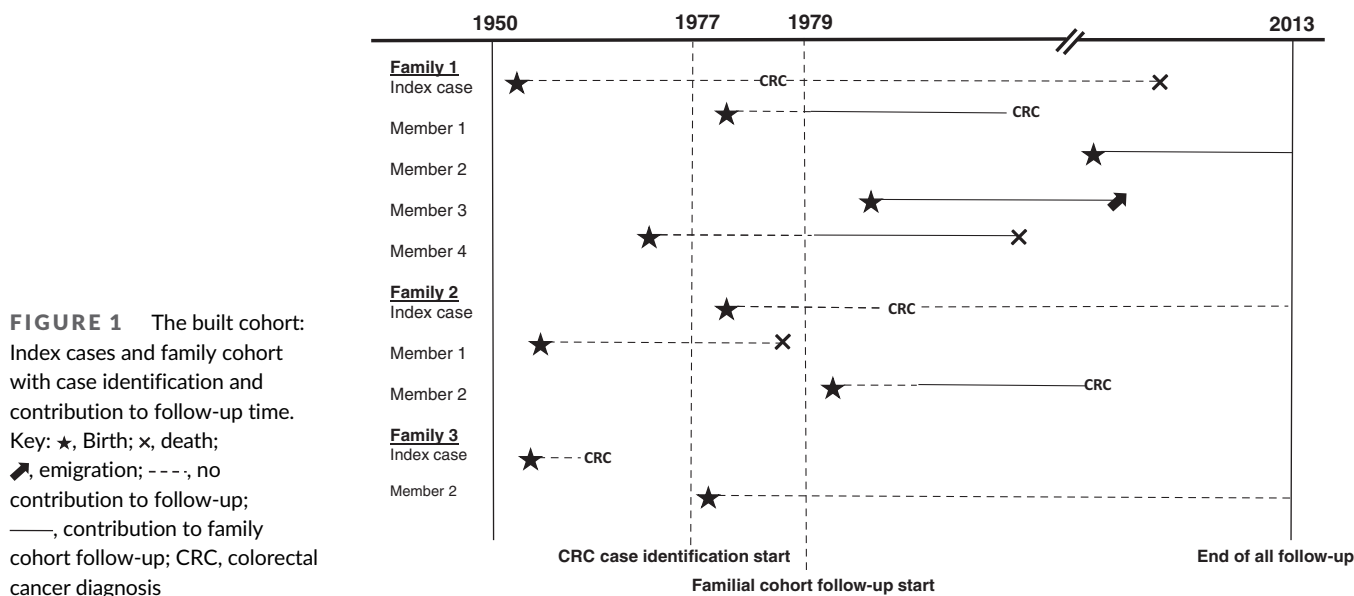 1950 1977 1979 2013
Family 1
Index case CRC
Member 1 CRC
Member 2
Member 3
Member 4
Family 2
Index case CRC
Member 1
Member 2 CRC
Family 3
Index case CRC
Member 2
CRC case identification start End of all follow-up
Familial cohort follow-up start
FIGURE 1 The built cohort:
Index cases and family cohort
with case identification and
contribution to follow-up time.
Key: ★, Birth; ×, death;
⬈, emigration; ----, no
contribution to follow-up;
——, contribution to family
cohort follow-up; CRC, colorectal
cancer diagnosis